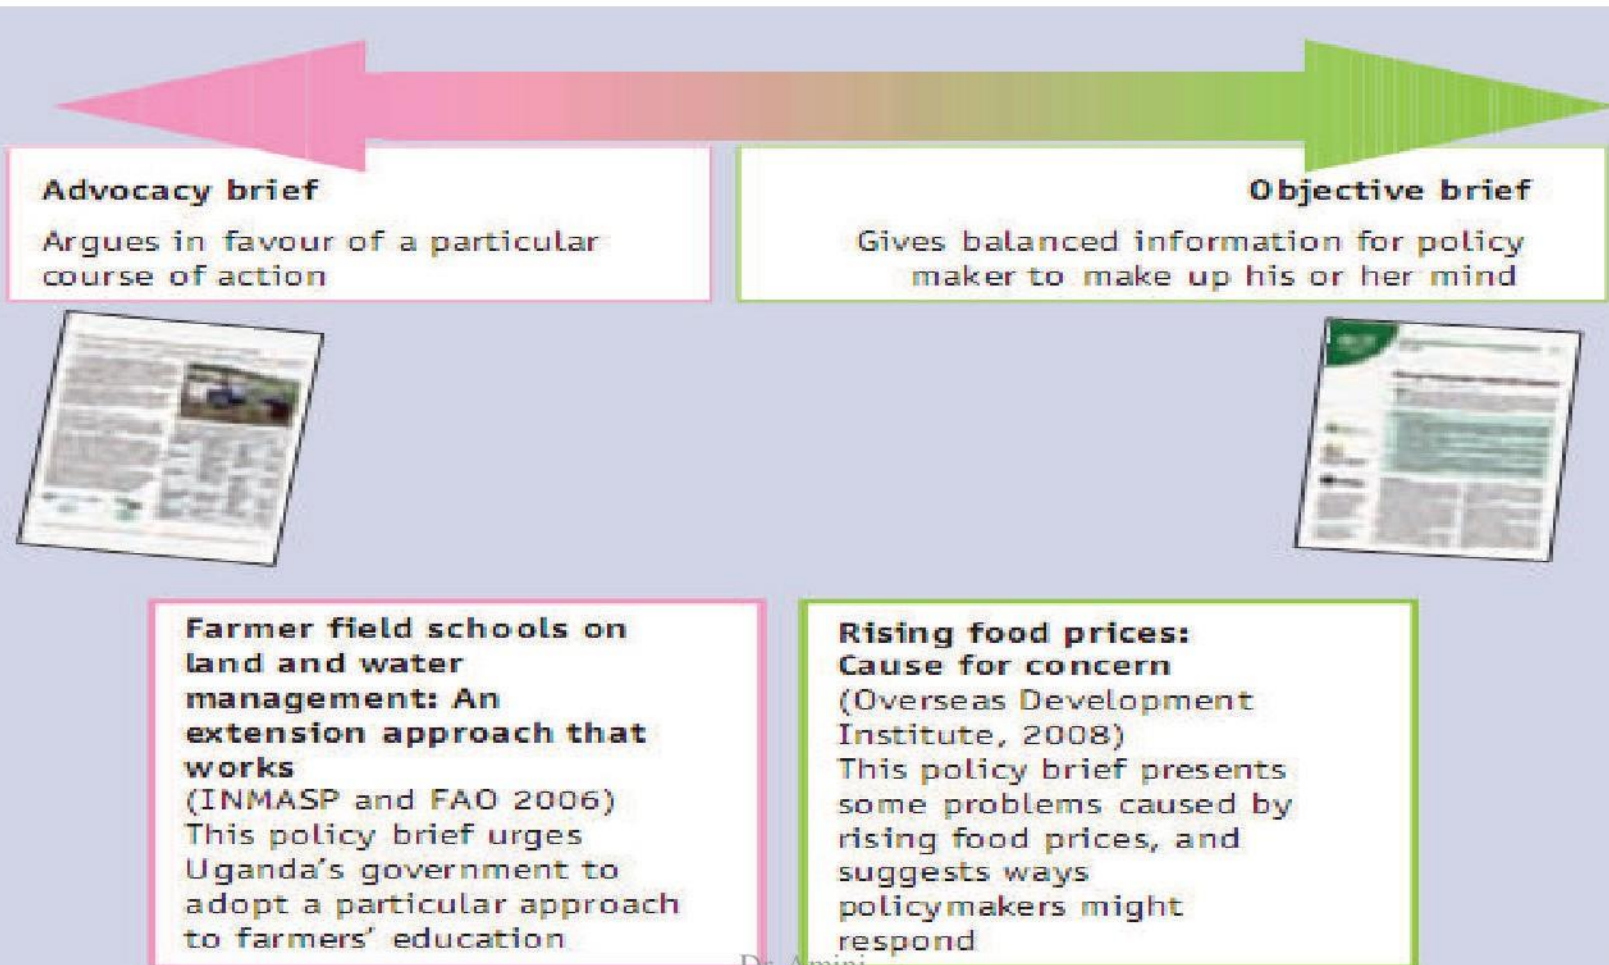 Advocacy brief
Argues in favour of a particular
course of action
Objective brief
Gives balanced information for policy
maker to make up his or her mind
Farmer field schools on
land and water
management: An
extension approach that
works
(INMASP and FAO 2006)
This policy brief urges
Uganda's government to
adopt a particular approach
to farmers' education
Rising food prices:
Cause for concern
(Overseas Development
Institute, 2008)
This policy brief presents
some problems caused by
rising food prices, and
suggests ways
policymakers might
respond
Dr. Amini